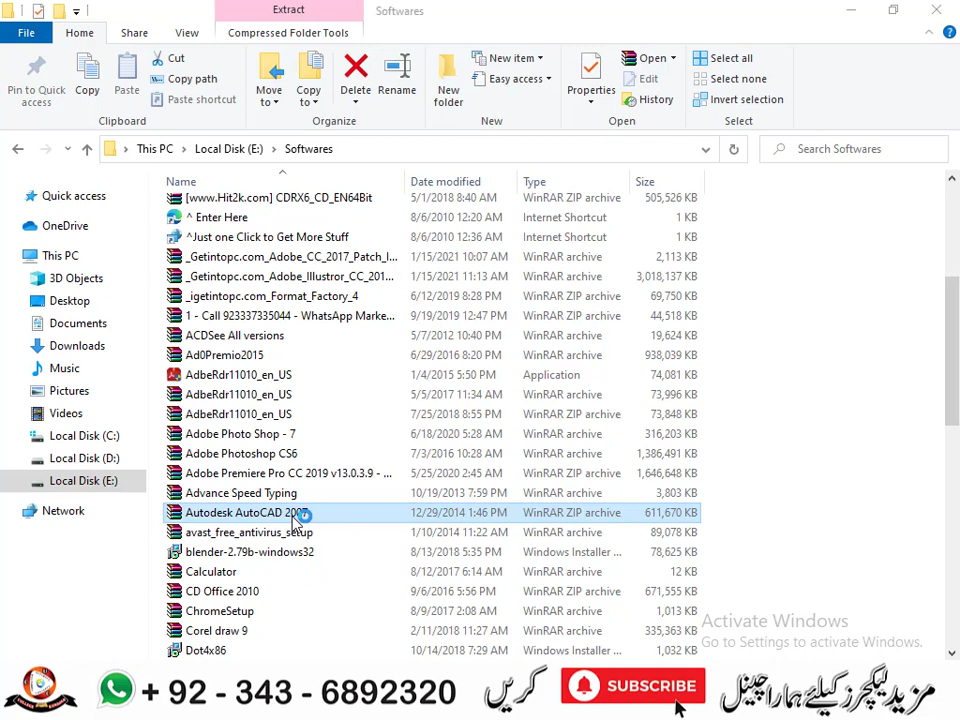 Extract
Softwares
File
Home
Share
View
Compressed Folder Tools
Pin to Quick access
Copy
Paste
Cut
Copy path
Paste shortcut
Clipboard
Move to
Copy to
Delete
Rename
Organize
New folder
New item
Easy access
New
Properties
Open
Edit
History
Open
Select all
Select none
Invert selection
Select
This PC > Local Disk (E:) > Softwares
Search Softwares
Quick access
OneDrive
This PC
3D Objects
Desktop
Documents
Downloads
Music
Pictures
Videos
Local Disk (C:)
Local Disk (D:)
Local Disk (E:)
Network
Name Date modified Type Size
[www.Hit2k.com] CDRX6_CD_EN64Bit 5/1/2018 8:40 AM WinRAR ZIP archive 505,526 KB
^ Enter Here 8/6/2010 12:20 AM Internet Shortcut 1 KB
^Just one Click to Get More Stuff 8/6/2010 12:36 AM Internet Shortcut 1 KB
_Getintopc.com_Adobe_CC_2017_Patch_I... 1/15/2021 10:07 AM WinRAR archive 2,113 KB
_Getintopc.com_Adobe_Illustror_CC_201... 1/15/2021 11:13 AM WinRAR archive 3,018,137 KB
_igetintopc.com_Format_Factory_4 6/12/2019 8:28 PM WinRAR ZIP archive 69,750 KB
1 - Call 923337335044 - WhatsApp Marke... 9/19/2019 12:47 PM WinRAR archive 44,518 KB
ACDSee All versions 5/7/2012 10:40 PM WinRAR archive 19,624 KB
Ad0Premio2015 6/29/2016 8:20 PM WinRAR archive 938,039 KB
AdbeRdr11010_en_US 1/4/2015 5:50 PM Application 74,081 KB
AdbeRdr11010_en_US 5/5/2017 11:34 AM WinRAR archive 73,996 KB
AdbeRdr11010_en_US 7/25/2018 8:55 PM WinRAR ZIP archive 73,848 KB
Adobe Photo Shop - 7 6/18/2020 5:28 AM WinRAR ZIP archive 316,203 KB
Adobe Photoshop CS6 7/3/2016 10:28 AM WinRAR archive 1,386,491 KB
Adobe Premiere Pro CC 2019 v13.0.3.9 - ... 5/25/2020 2:45 AM WinRAR ZIP archive 1,646,648 KB
Advance Speed Typing 10/19/2013 7:59 PM WinRAR archive 3,803 KB
Autodesk AutoCAD 2007 12/29/2014 1:46 PM WinRAR ZIP archive 611,670 KB
avast_free_antivirus_setup 1/10/2014 11:22 AM WinRAR archive 89,078 KB
blender-2.79b-windows32 8/13/2018 5:35 PM Windows Installer ... 78,625 KB
Calculator 8/12/2017 6:14 AM WinRAR archive 12 KB
CD Office 2010 9/6/2016 5:56 PM WinRAR ZIP archive 671,555 KB
ChromeSetup 8/9/2017 2:08 AM WinRAR archive 1,013 KB
Corel draw 9 2/11/2018 11:27 AM WinRAR ZIP archive 335,363 KB
Dot4x86 10/14/2018 7:29 AM Windows Installer ... 1,032 KB
Activate Windows
Go to Settings to activate Windows.
+ 92 - 343 - 6892320
مزید لیکچرز کیلئے ہمارا چینل SUBSCRIBE کریں